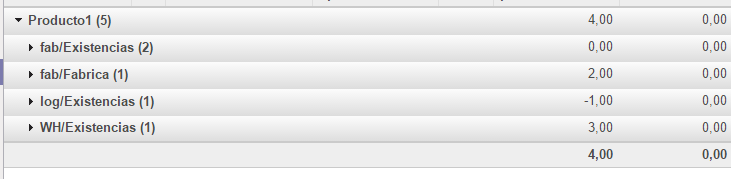 Producto1 (5) 4,00 0,00
fab/Existencias (2) 0,00 0,00
fab/Fabrica (1) 2,00 0,00
log/Existencias (1) -1,00 0,00
WH/Existencias (1) 3,00 0,00
4,00 0,00